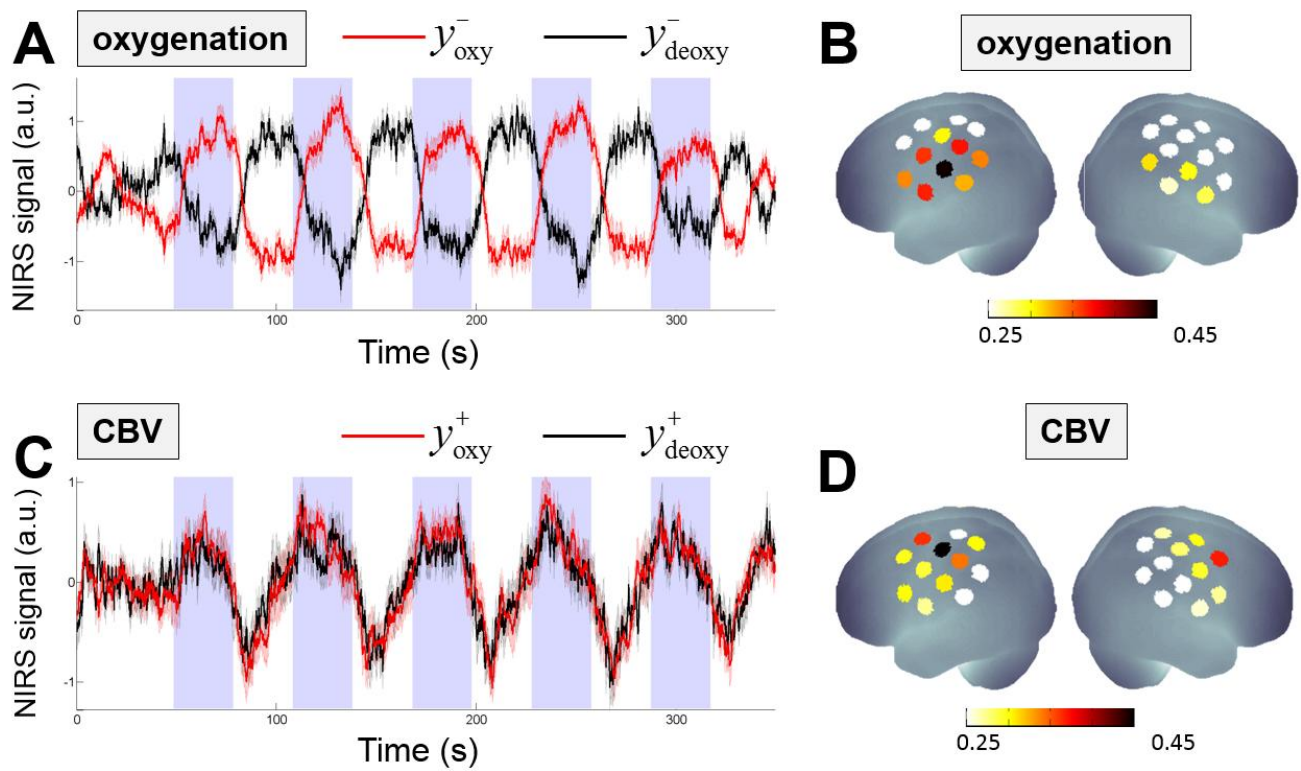 A
oxygenation
y⁻oxy
y⁻deoxy
NIRS signal (a.u.)
1
0
-1
0
100
200
300
Time (s)
B
oxygenation
0.25
0.45
C
CBV
y⁺oxy
y⁺deoxy
NIRS signal (a.u.)
1
0
-1
0
100
200
300
Time (s)
D
CBV
0.25
0.45